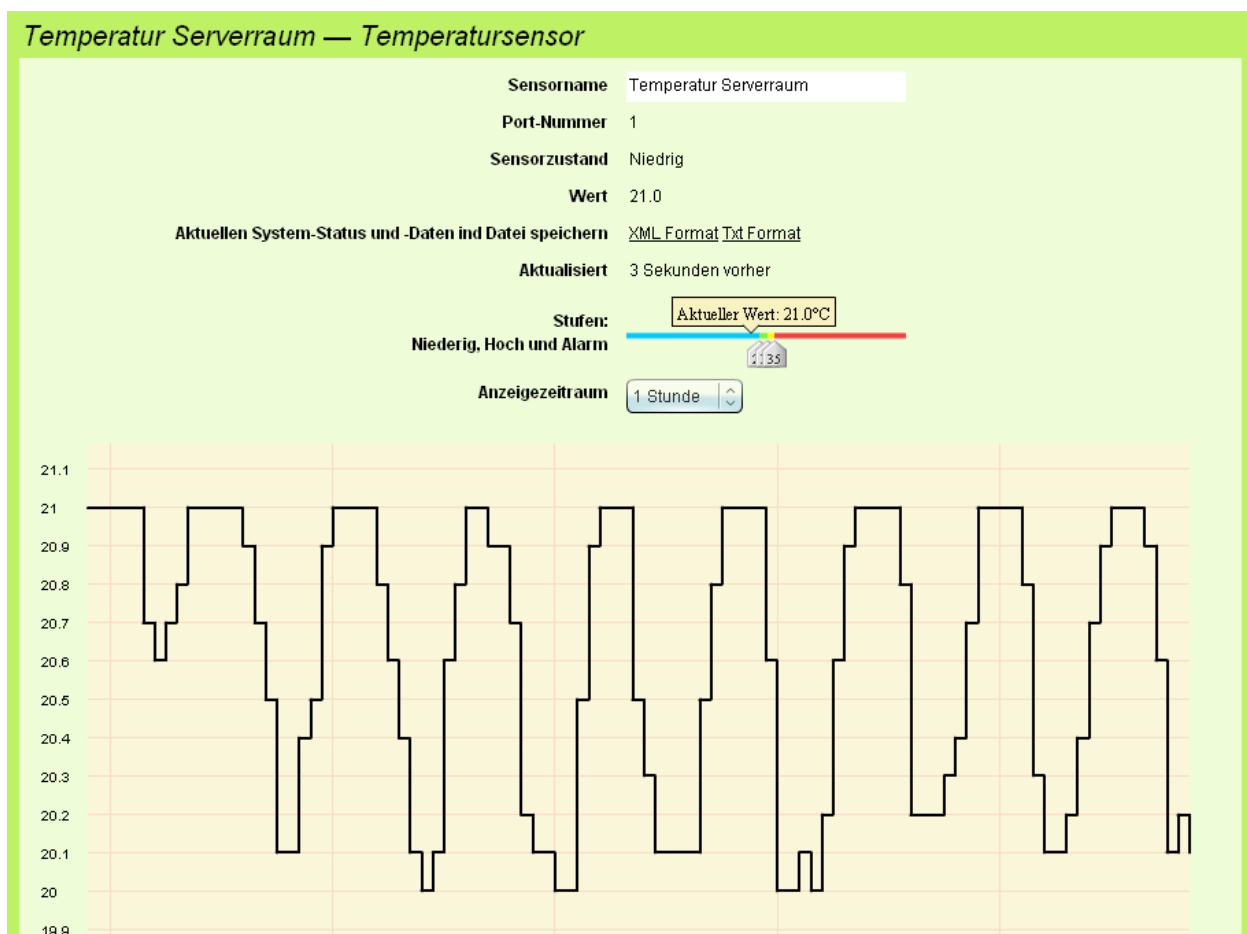 Temperatur Serverraum — Temperatursensor
Sensorname Temperatur Serverraum
Port-Nummer 1
Sensorzustand Niedrig
Wert 21.0
Aktuellen System-Status und -Daten ind Datei speichern XML Format Txt Format
Aktualisiert 3 Sekunden vorher
Aktueller Wert: 21.0°C
Stufen:
Niederig, Hoch und Alarm
35
Anzeigezeitraum 1 Stunde
21.1
21
20.9
20.8
20.7
20.6
20.5
20.4
20.3
20.2
20.1
20
19.9